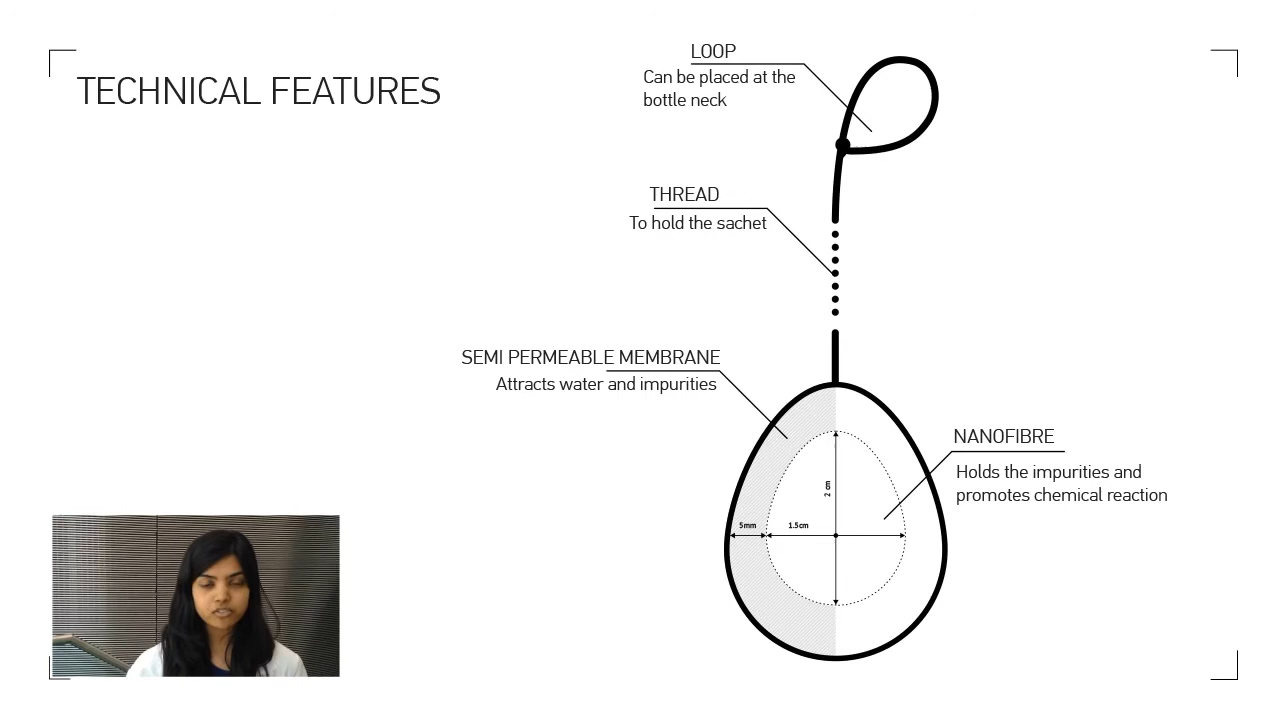 TECHNICAL FEATURES
LOOP
Can be placed at the
bottle neck
THREAD
To hold the sachet
SEMI PERMEABLE MEMBRANE
Attracts water and impurities
NANOFIBRE
Holds the impurities and
promotes chemical reaction
2 cm
5mm
1.5cm